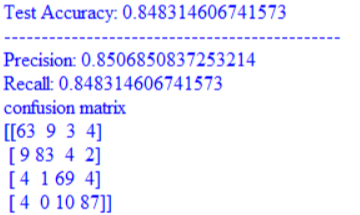 Test Accuracy: 0.848314606741573
--------------------------------------------
Precision: 0.8506850837253214
Recall: 0.848314606741573
confusion matrix
[[63 9 3 4]
[ 9 83 4 2]
[ 4 1 69 4]
[ 4 0 10 87]]